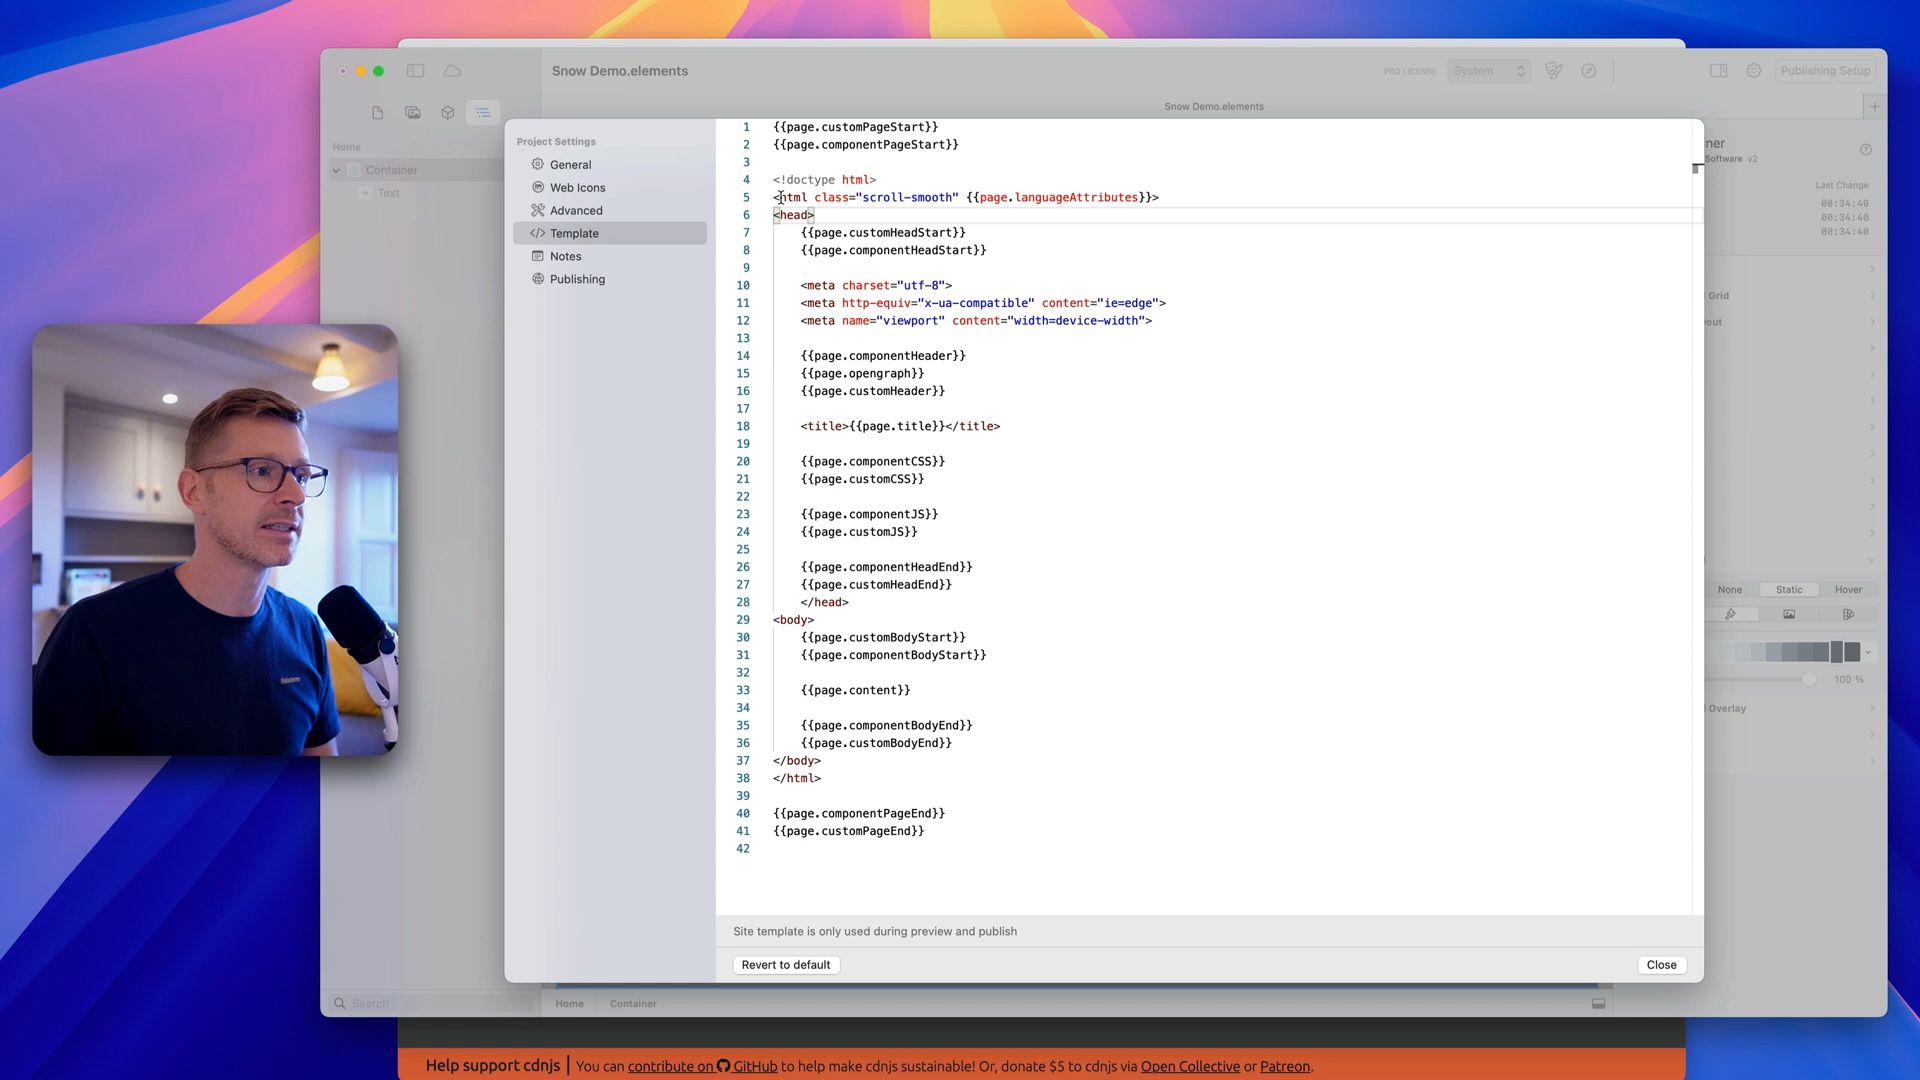 Snow Demo.elements
PRO LICENSE
System
Publishing Setup
Snow Demo.elements
Home
Container
Text
Project Settings
General
Web Icons
Advanced
Template
Notes
Publishing
1 {{page.customPageStart}}
2 {{page.componentPageStart}}
3
4 <!doctype html>
5 <html class="scroll-smooth" {{page.languageAttributes}}>
6 <head>
7 {{page.customHeadStart}}
8 {{page.componentHeadStart}}
9
10 <meta charset="utf-8">
11 <meta http-equiv="x-ua-compatible" content="ie=edge">
12 <meta name="viewport" content="width=device-width">
13
14 {{page.componentHeader}}
15 {{page.opengraph}}
16 {{page.customHeader}}
17
18 <title>{{page.title}}</title>
19
20 {{page.componentCSS}}
21 {{page.customCSS}}
22
23 {{page.componentJS}}
24 {{page.customJS}}
25
26 {{page.componentHeadEnd}}
27 {{page.customHeadEnd}}
28 </head>
29 <body>
30 {{page.customBodyStart}}
31 {{page.componentBodyStart}}
32
33 {{page.content}}
34
35 {{page.componentBodyEnd}}
36 {{page.customBodyEnd}}
37 </body>
38 </html>
39
40 {{page.componentPageEnd}}
41 {{page.customPageEnd}}
42
Site template is only used during preview and publish
Revert to default
Close
ner
Software v2
Last Change
00:34:40
00:34:40
00:34:40
Grid
out
None
Static
Hover
100 %
Overlay
Search
Home
Container
Help support cdnjs | You can contribute on GitHub to help make cdnjs sustainable! Or, donate $5 to cdnjs via Open Collective or Patreon.